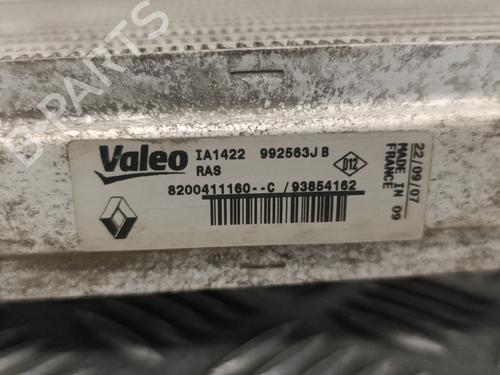 B-PARTS
Valeo IA1422 992563J B
RAS
D12
8200411160--C / 93854162
22/09/07
MADE IN 09
FRANCE